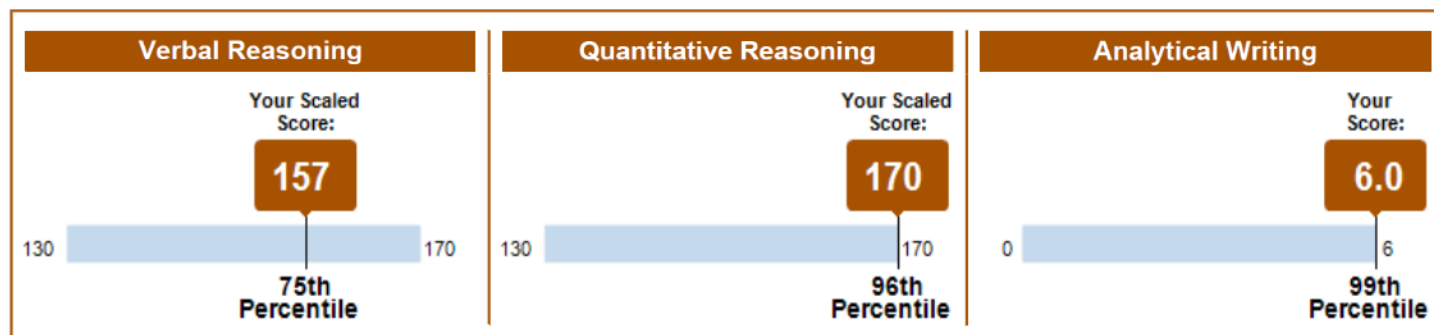 Verbal Reasoning
Your Scaled
Score:
157
130
170
75th
Percentile
Quantitative Reasoning
Your Scaled
Score:
170
130
170
96th
Percentile
Analytical Writing
Your
Score:
6.0
0
6
99th
Percentile